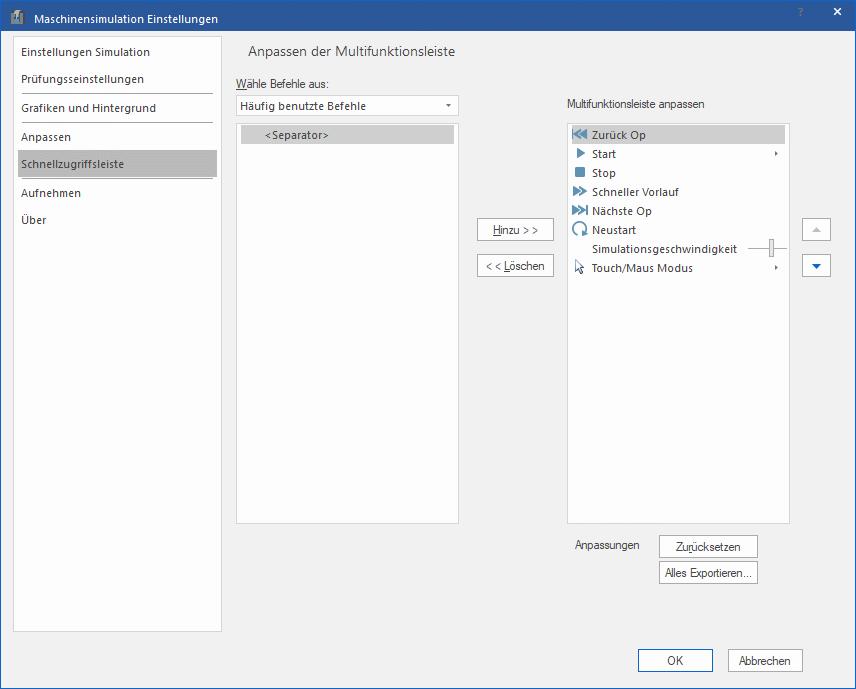 Maschinensimulation Einstellungen
?
Einstellungen Simulation
Prüfungsseinstellungen
Grafiken und Hintergrund
Anpassen
Schnellzugriffsleiste
Aufnehmen
Über
Anpassen der Multifunktionsleiste
Wähle Befehle aus:
Häufig benutzte Befehle
<Separator>
Hinzu > >
< < Löschen
Multifunktionsleiste anpassen
Zurück Op
Start
Stop
Schneller Vorlauf
Nächste Op
Neustart
Simulationsgeschwindigkeit
Touch/Maus Modus
Anpassungen
Zurücksetzen
Alles Exportieren...
OK
Abbrechen